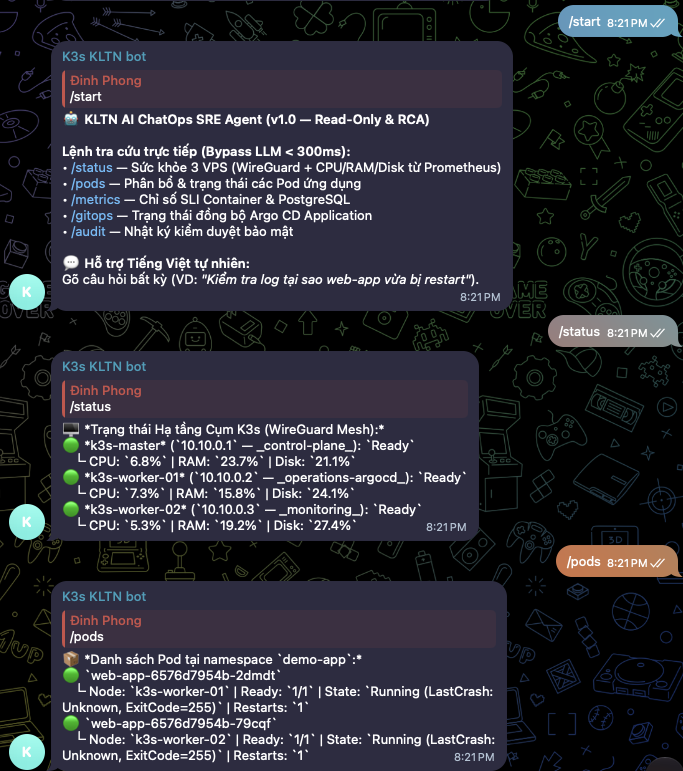 /start 8:21 PM
K3s KLTN bot
Đinh Phong
/start
🤖 KLTN AI ChatOps SRE Agent (v1.0 — Read-Only & RCA)
Lệnh tra cứu trực tiếp (Bypass LLM < 300ms):
• /status — Sức khỏe 3 VPS (WireGuard + CPU/RAM/Disk từ Prometheus)
• /pods — Phân bổ & trạng thái các Pod ứng dụng
• /metrics — Chỉ số SLI Container & PostgreSQL
• /gitops — Trạng thái đồng bộ Argo CD Application
• /audit — Nhật ký kiểm duyệt bảo mật
💬 Hỗ trợ Tiếng Việt tự nhiên:
Gõ câu hỏi bất kỳ (VD: "Kiểm tra log tại sao web-app vừa bị restart").
8:21 PM
K
/status 8:21 PM
K3s KLTN bot
Đinh Phong
/status
🖥️ *Trạng thái Hạ tầng Cụm K3s (WireGuard Mesh):*
🟢 *k3s-master* (`10.10.0.1` — _control-plane_): `Ready`
└ CPU: `6.8%` | RAM: `23.7%` | Disk: `21.1%`
🟢 *k3s-worker-01* (`10.10.0.2` — _operations-argocd_): `Ready`
└ CPU: `7.3%` | RAM: `15.8%` | Disk: `24.1%`
🟢 *k3s-worker-02* (`10.10.0.3` — _monitoring_): `Ready`
└ CPU: `5.3%` | RAM: `19.2%` | Disk: `27.4%`
8:21 PM
K
/pods 8:21 PM
K3s KLTN bot
Đinh Phong
/pods
📦 *Danh sách Pod tại namespace `demo-app`:*
🟢 `web-app-6576d7954b-2dmdt`
└ Node: `k3s-worker-01` | Ready: `1/1` | State: `Running (LastCrash:
Unknown, ExitCode=255)` | Restarts: `1`
🟢 `web-app-6576d7954b-79cqf`
└ Node: `k3s-worker-02` | Ready: `1/1` | State: `Running (LastCrash:
Unknown, ExitCode=255)` | Restarts: `1`
8:21 PM
K